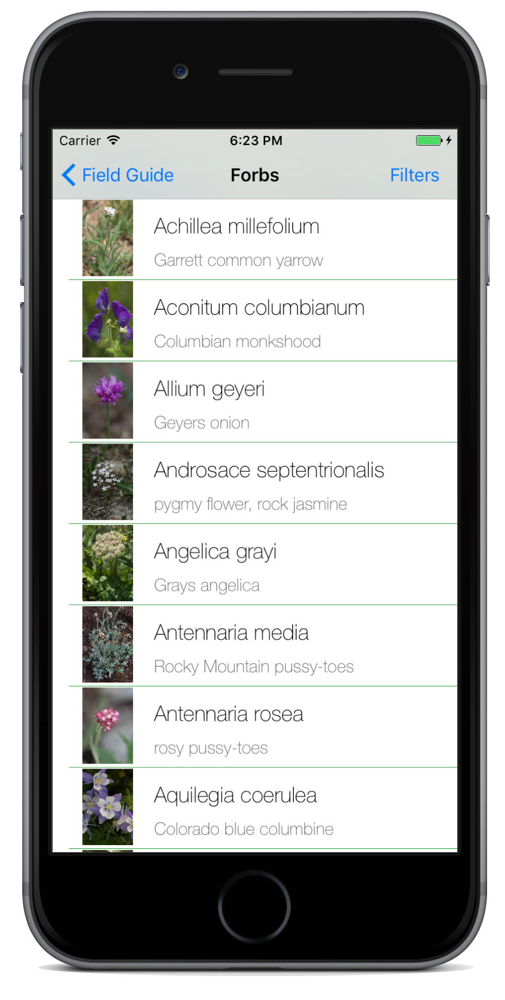 Carrier 6:23 PM
Field Guide Forbs Filters
Achillea millefolium
Garrett common yarrow
Aconitum columbianum
Columbian monkshood
Allium geyeri
Geyers onion
Androsace septentrionalis
pygmy flower, rock jasmine
Angelica grayi
Grays angelica
Antennaria media
Rocky Mountain pussy-toes
Antennaria rosea
rosy pussy-toes
Aquilegia coerulea
Colorado blue columbine